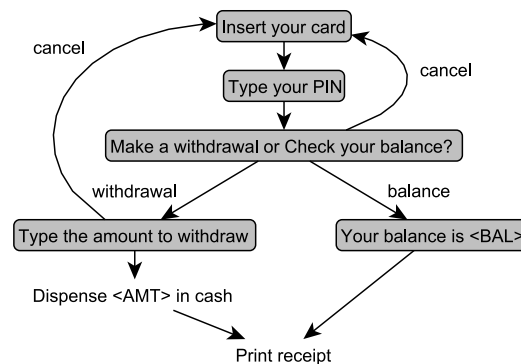 Insert your card
cancel
cancel
Type your PIN
Make a withdrawal or Check your balance?
withdrawal
balance
Type the amount to withdraw
Your balance is <BAL>
Dispense <AMT> in cash
Print receipt